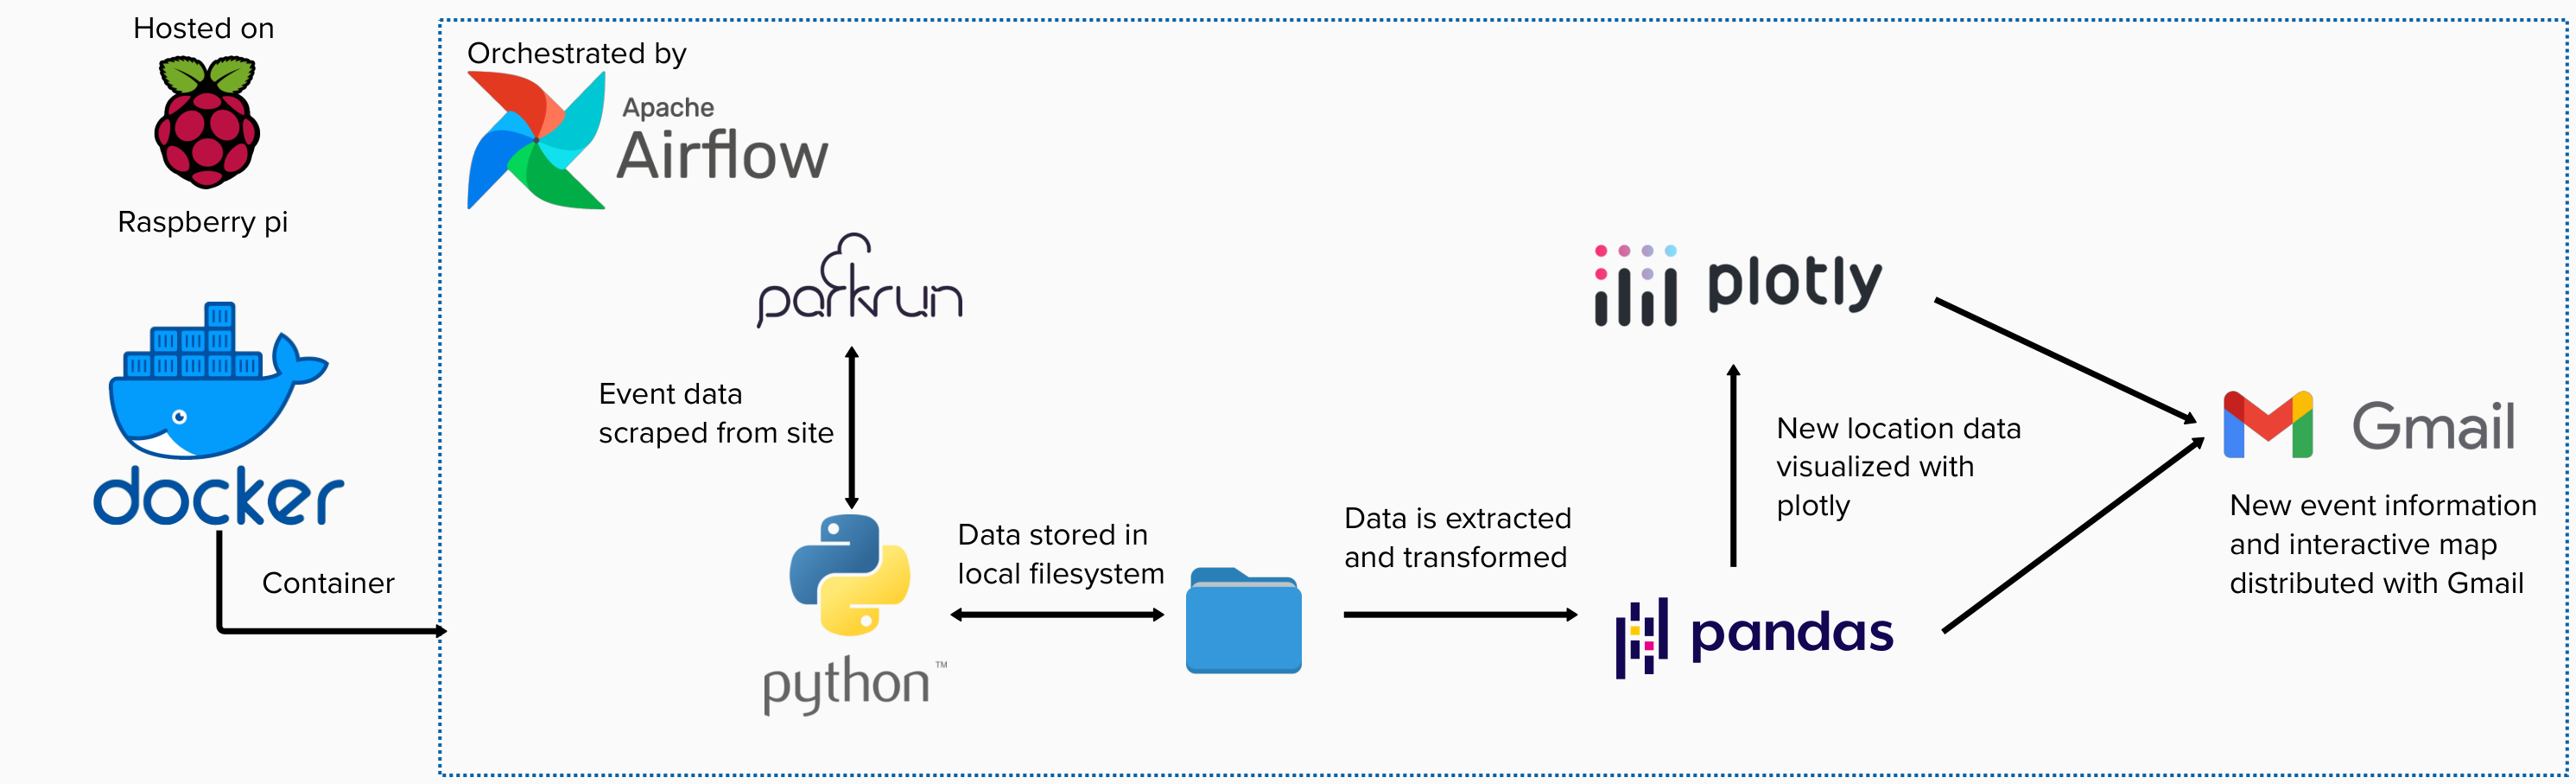 Hosted on
Raspberry pi
docker
Container
Orchestrated by
Apache
Airflow
parkrun
Event data
scraped from site
python™
Data stored in
local filesystem
Data is extracted
and transformed
plotly
New location data
visualized with
plotly
pandas
Gmail
New event information
and interactive map
distributed with Gmail